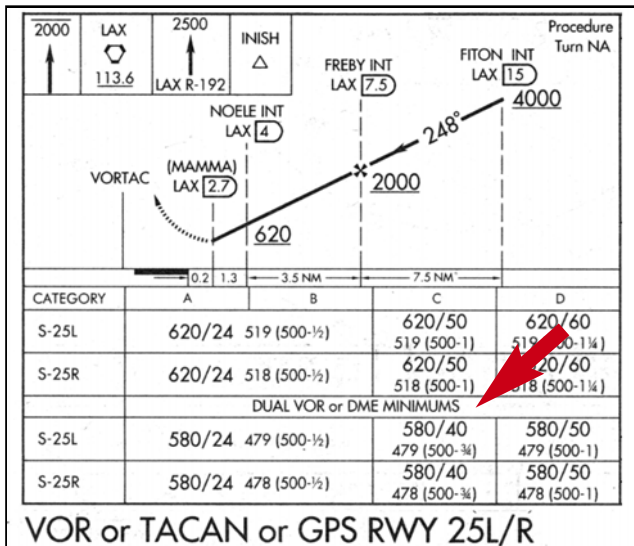 2000 LAX 113.6 2500 LAX R-192 INISH
Procedure
Turn NA
FREBY INT
LAX 7.5
FITON INT
LAX 15
4000
NOELE INT
LAX 4
248°
(MAMMA)
LAX 2.7
VORTAC
2000
620
0.2 1.3 3.5 NM 7.5 NM
CATEGORY A B C D
S-25L 620/24 519 (500-½) 620/50 620/60
519 (500-1) 519 (500-1¼)
S-25R 620/24 518 (500-½) 620/50 620/60
518 (500-1) 518 (500-1¼)
DUAL VOR or DME MINIMUMS
S-25L 580/24 479 (500-½) 580/40 580/50
479 (500-¾) 479 (500-1)
S-25R 580/24 478 (500-½) 580/40 580/50
478 (500-¾) 478 (500-1)
VOR or TACAN or GPS RWY 25L/R